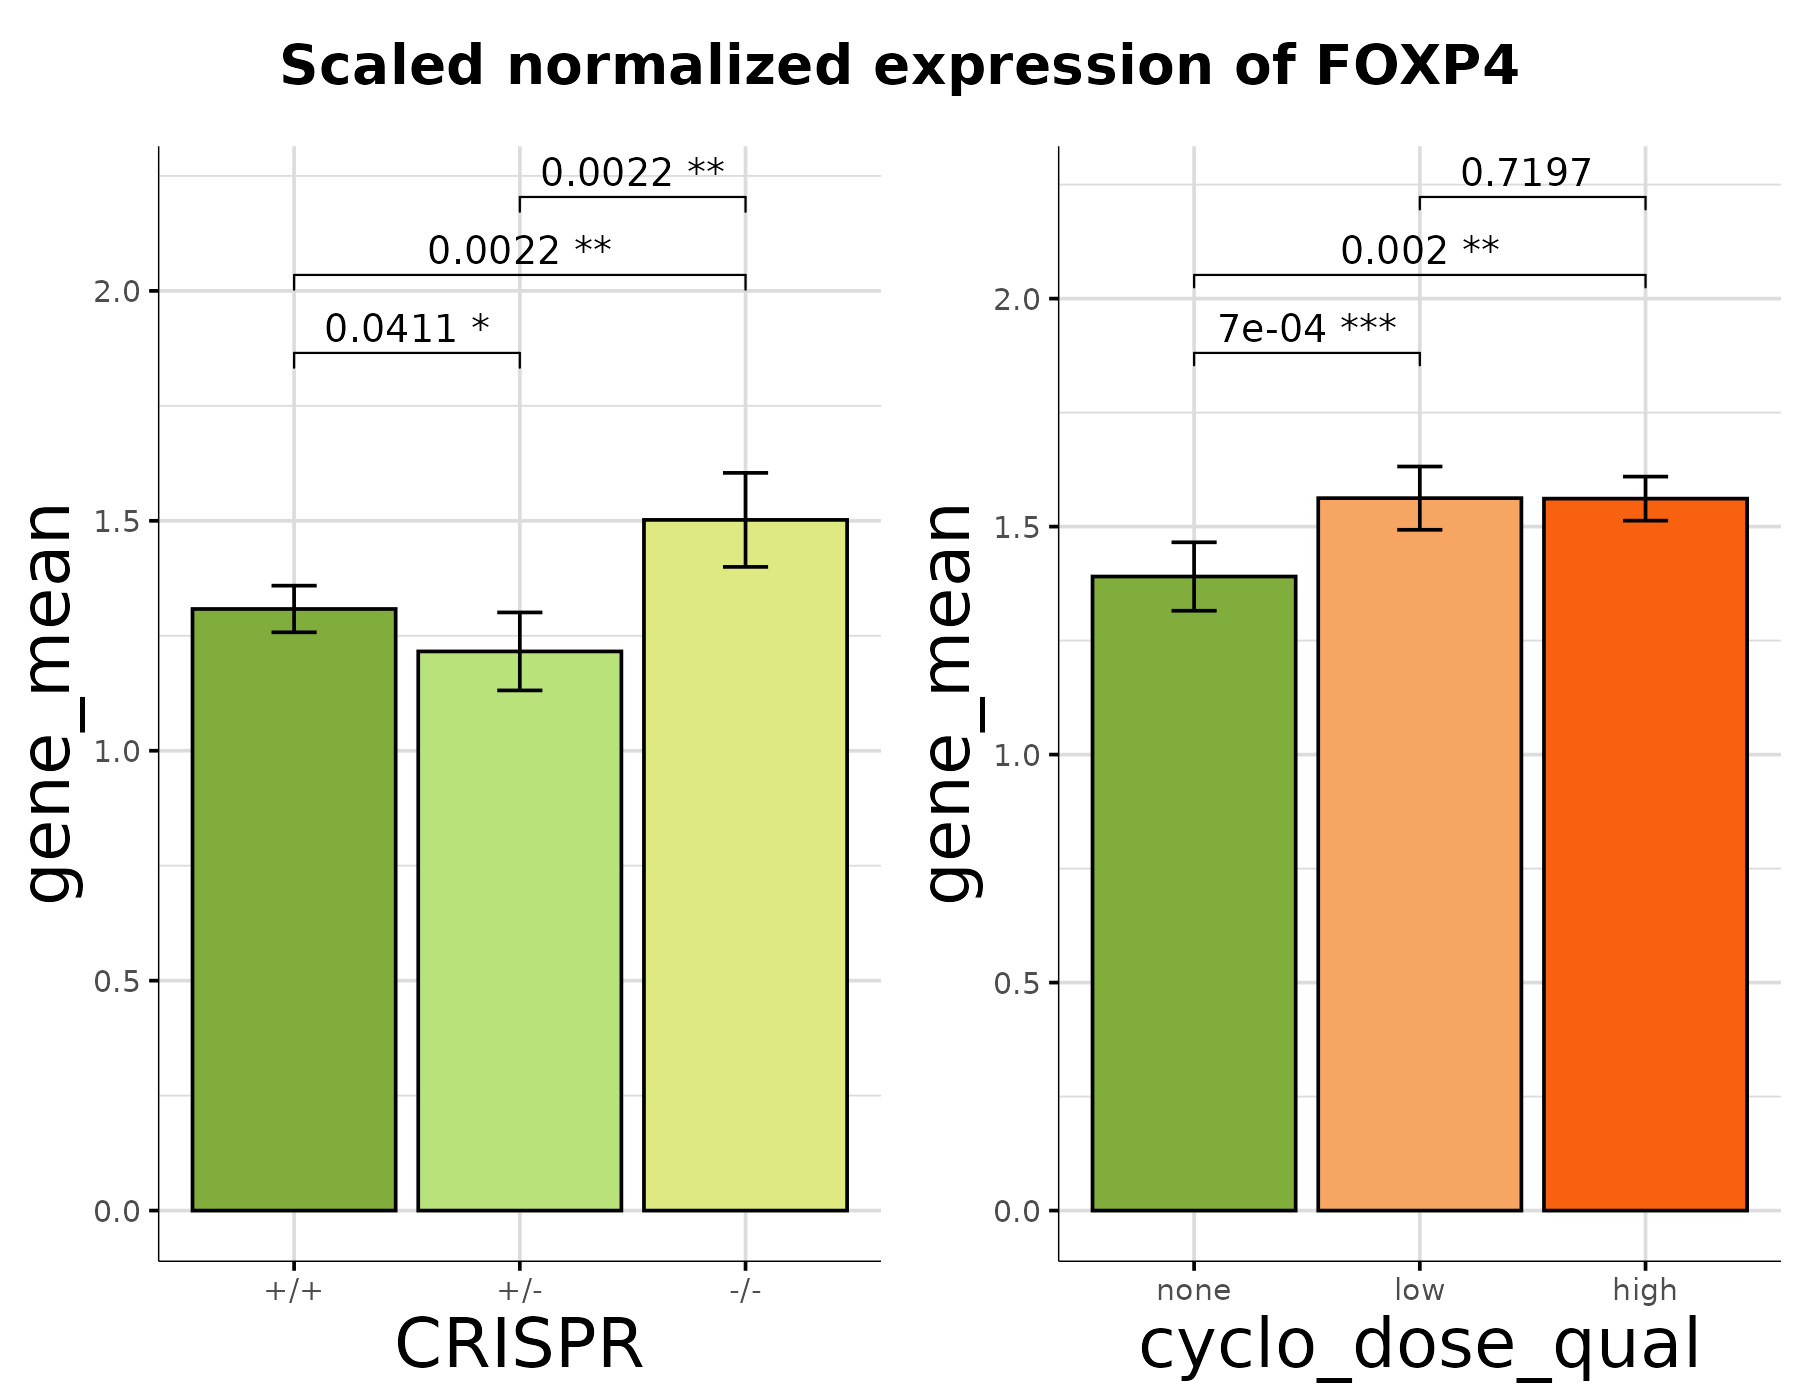 Scaled normalized expression of FOXP4
gene_mean
2.0
1.5
1.0
0.5
0.0
0.0022 **
0.0022 **
0.0411 *
+/+
+/-
-/-
CRISPR
gene_mean
2.0
1.5
1.0
0.5
0.0
0.7197
0.002 **
7e-04 ***
none
low
high
cyclo_dose_qual